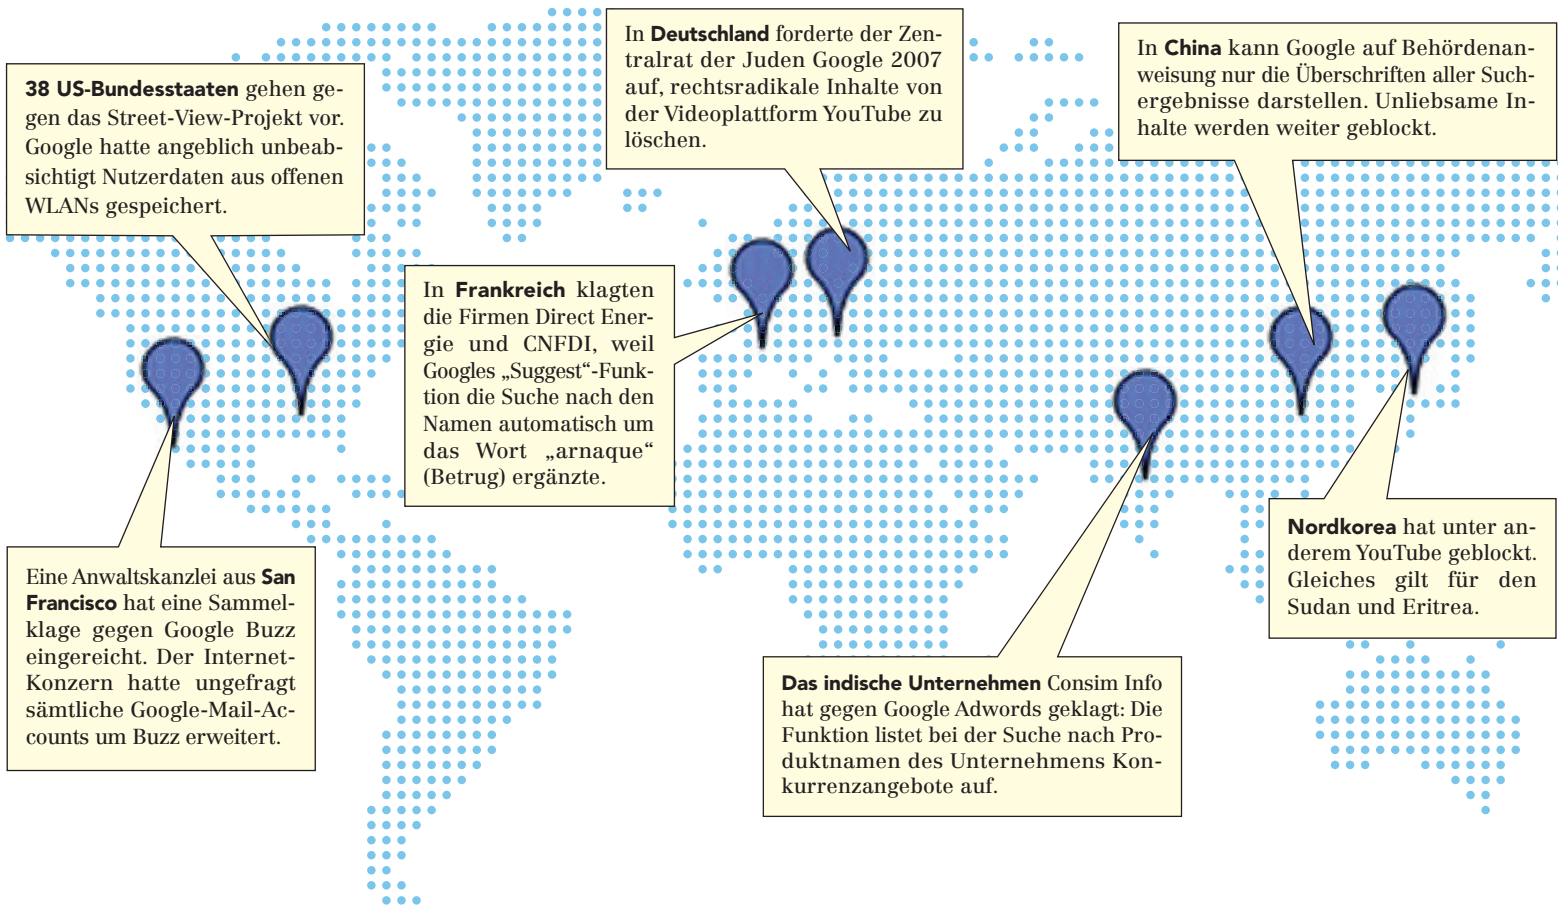 38 US-Bundesstaaten gehen ge-
gen das Street-View-Projekt vor.
Google hatte angeblich unbeab-
sichtigt Nutzerdaten aus offenen
WLANs gespeichert.
In Deutschland forderte der Zen-
tralrat der Juden Google 2007
auf, rechtsradikale Inhalte von
der Videoplattform YouTube zu
löschen.
In China kann Google auf Behördenan-
weisung nur die Überschriften aller Such-
ergebnisse darstellen. Unliebsame In-
halte werden weiter geblockt.
In Frankreich klagten
die Firmen Direct Ener-
gie und CNFDI, weil
Googles „Suggest“-Funk-
tion die Suche nach den
Namen automatisch um
das Wort „arnaque“
(Betrug) ergänzte.
Nordkorea hat unter an-
derem YouTube geblockt.
Gleiches gilt für den
Sudan und Eritrea.
Eine Anwaltskanzlei aus San
Francisco hat eine Sammel-
klage gegen Google Buzz
eingereicht. Der Internet-
Konzern hatte ungefragt
sämtliche Google-Mail-Ac-
counts um Buzz erweitert.
Das indische Unternehmen Consim Info
hat gegen Google Adwords geklagt: Die
Funktion listet bei der Suche nach Pro-
duktnamen des Unternehmens Kon-
kurrenzangebote auf.